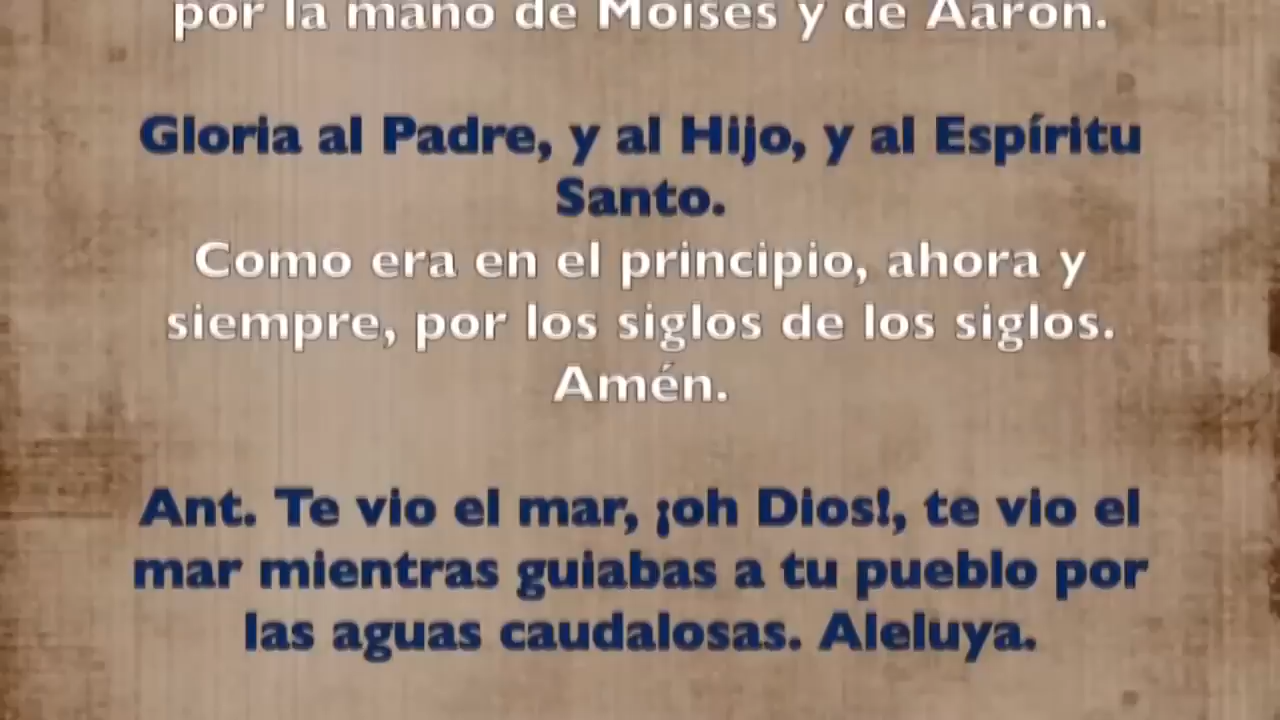 por la mano de Moisés y de Aarón.
Gloria al Padre, y al Hijo, y al Espíritu
Santo.
Como era en el principio, ahora y
siempre, por los siglos de los siglos.
Amén.
Ant. Te vio el mar, ¡oh Dios!, te vio el
mar mientras guiabas a tu pueblo por
las aguas caudalosas. Aleluya.